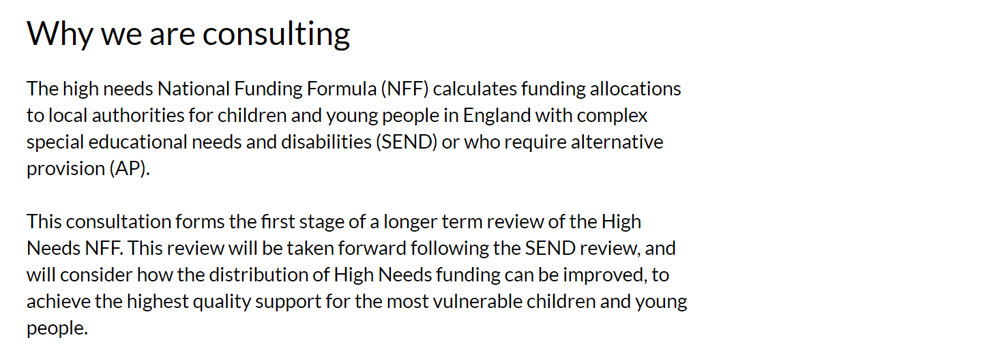 Why we are consulting
The high needs National Funding Formula (NFF) calculates funding allocations
to local authorities for children and young people in England with complex
special educational needs and disabilities (SEND) or who require alternative
provision (AP).
This consultation forms the first stage of a longer term review of the High
Needs NFF. This review will be taken forward following the SEND review, and
will consider how the distribution of High Needs funding can be improved, to
achieve the highest quality support for the most vulnerable children and young
people.